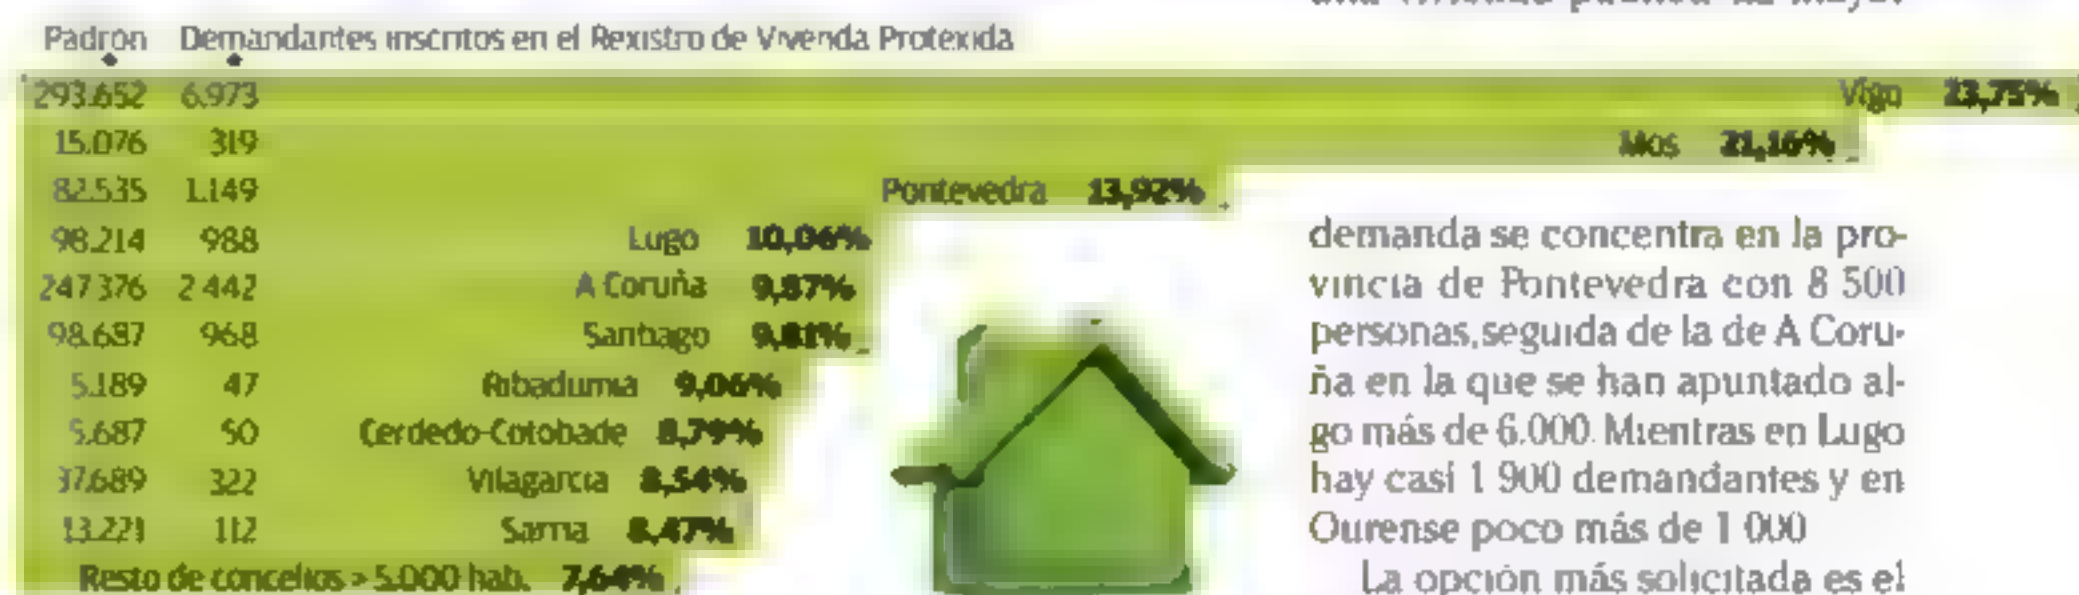 Padrón Demandantes inscritos en el Rexistro de Vivenda Protexida
293.652 6.973 Vigo 23,75%
15.076 319 Mos 21,16%
82.535 1.149 Pontevedra 13,92%
98.214 988 Lugo 10,06%
247 376 2 442 A Coruña 9,87%
98.687 968 Santiago 9,81%
5.189 47 Ribadumia 9,06%
5.687 50 Cerdedo-Cotobade 8,79%
37.689 322 Vilagarcía 8,54%
13.221 112 Sarria 8,47%
Resto de concellos > 5.000 hab. 7,64%
demanda se concentra en la pro-
vincia de Pontevedra con 8 500
personas, seguida de la de A Coru-
ña en la que se han apuntado al-
go más de 6.000. Mientras en Lugo
hay casi 1 900 demandantes y en
Ourense poco más de 1 000
La opción más solicitada es el